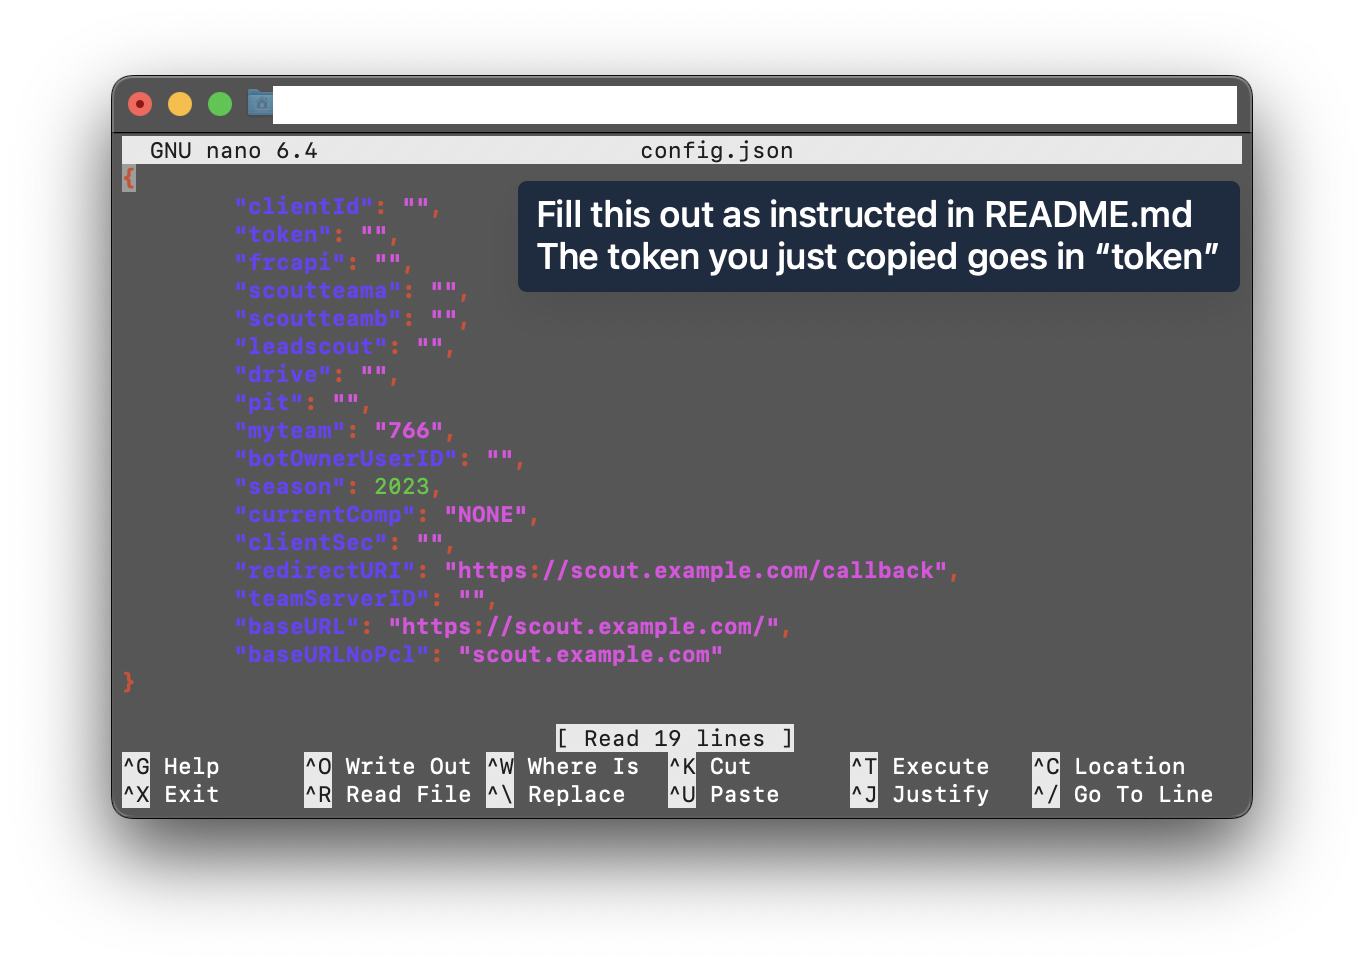 GNU nano 6.4 config.json
{
"clientId": "",
"token": "",
"frcapi": "",
"scoutteama": "",
"scoutteamb": "",
"leadscout": "",
"drive": "",
"pit": "",
"myteam": "766",
"botOwnerUserID": "",
"season": 2023,
"currentComp": "NONE",
"clientSec": "",
"redirectURI": "https://scout.example.com/callback",
"teamServerID": "",
"baseURL": "https://scout.example.com/",
"baseURLNoPcl": "scout.example.com"
}
Fill this out as instructed in README.md
The token you just copied goes in “token”
[ Read 19 lines ]
^G Help ^O Write Out ^W Where Is ^K Cut ^T Execute ^C Location
^X Exit ^R Read File ^\ Replace ^U Paste ^J Justify ^/ Go To Line